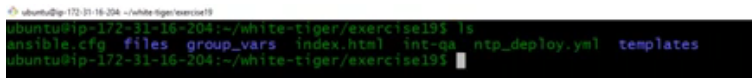 ubuntu@ip-172-31-16-204: ~/white-tiger/exercise19
ubuntu@ip-172-31-16-204:~/white-tiger/exercise19$ ls
ansible.cfg files group_vars index.html int-qa ntp_deploy.yml templates
ubuntu@ip-172-31-16-204:~/white-tiger/exercise19$